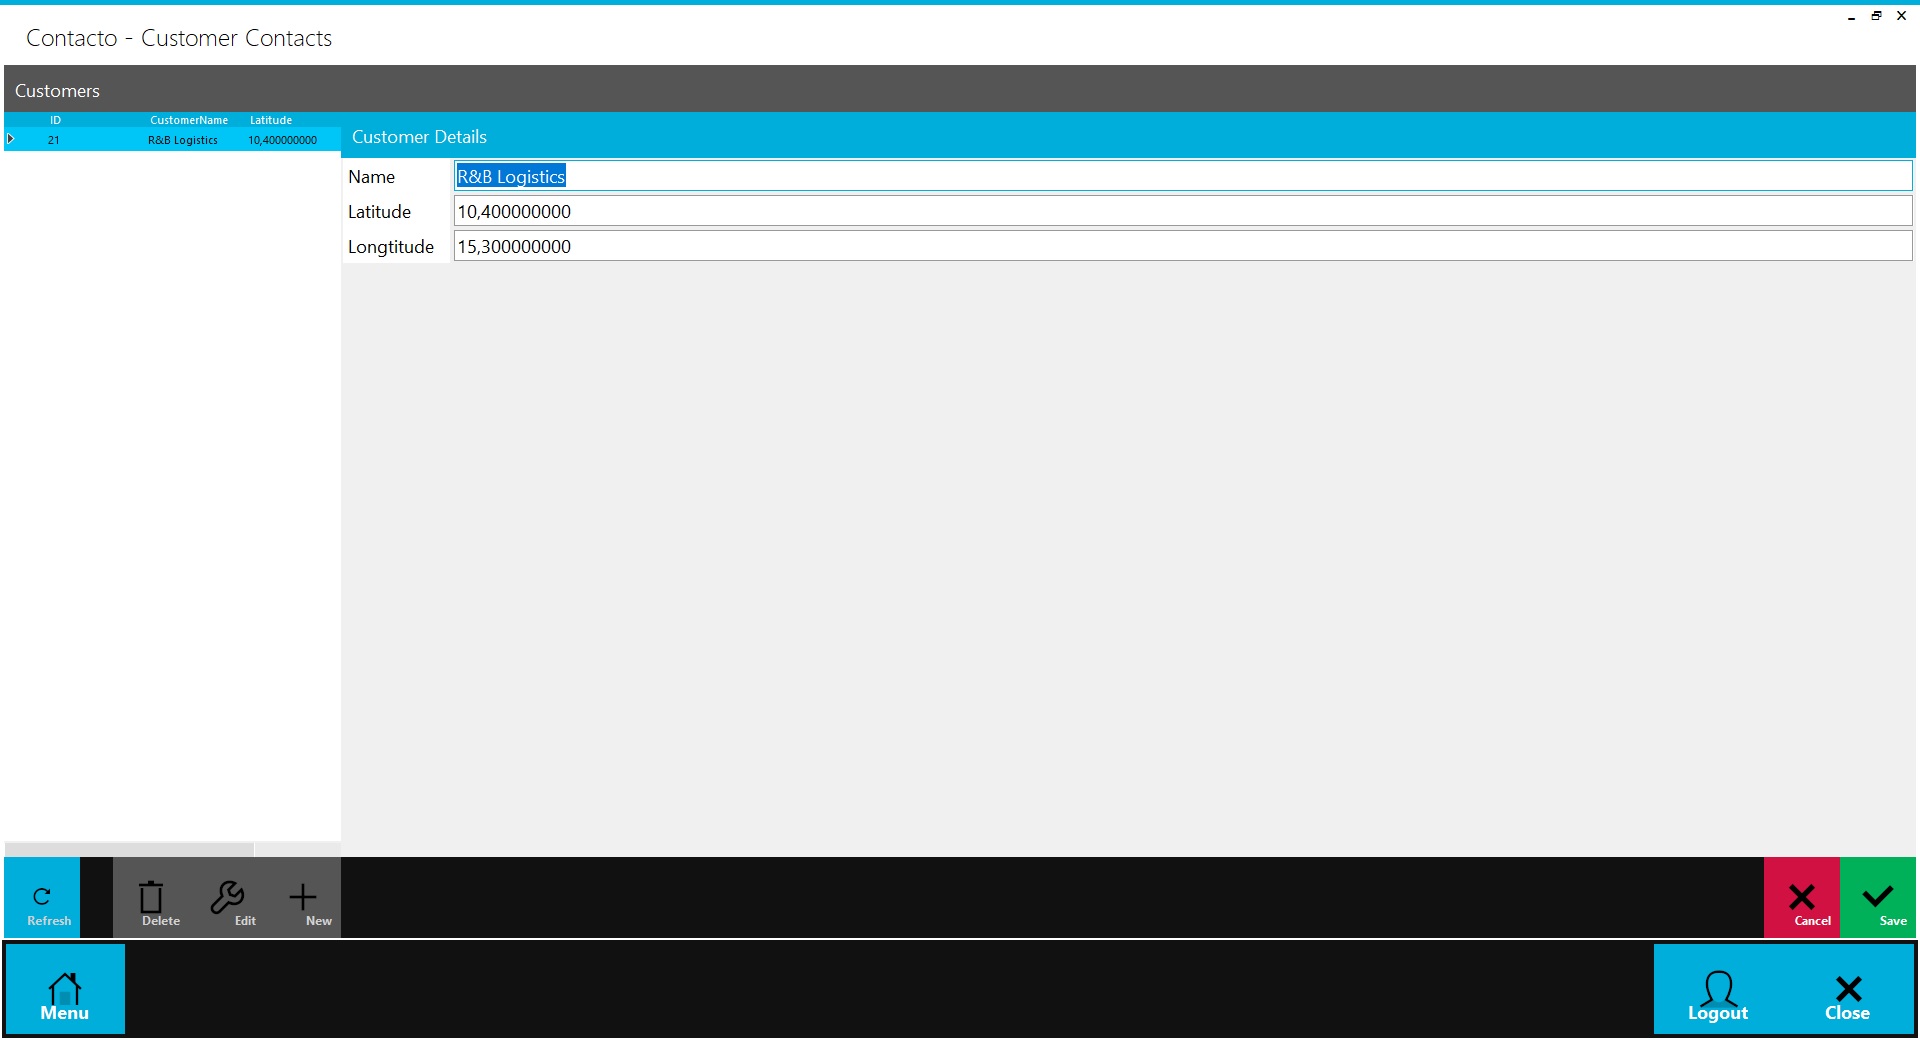 Contacto - Customer Contacts
Customers
ID CustomerName Latitude
21 R&B Logistics 10,400000000
Customer Details
Name R&B Logistics
Latitude 10,400000000
Longtitude 15,300000000
Refresh Delete Edit New Cancel Save
Menu Logout Close